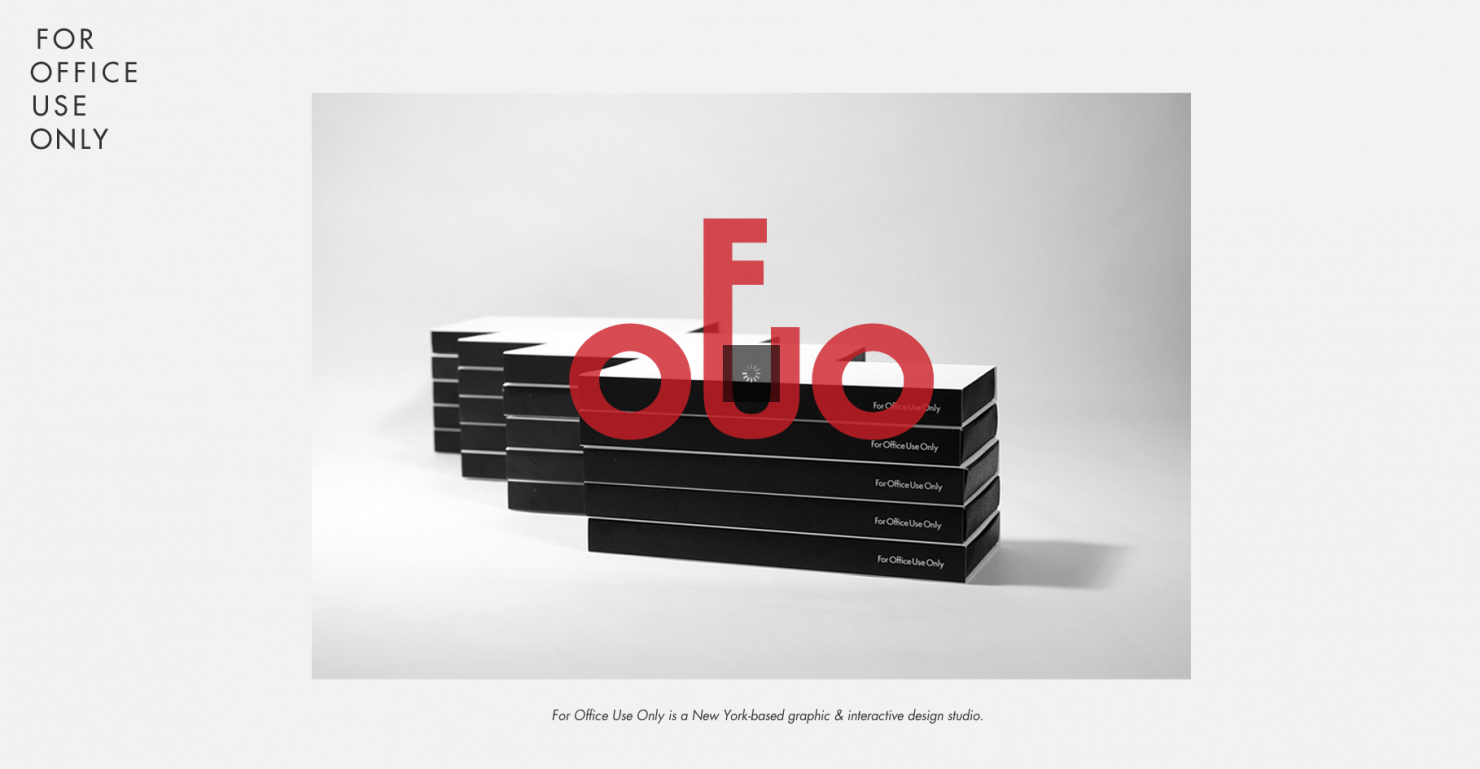 FOR
OFFICE
USE
ONLY
F
OUO
For Office Use Only
For Office Use Only
For Office Use Only
For Office Use Only
For Office Use Only
For Office Use Only is a New York-based graphic & interactive design studio.